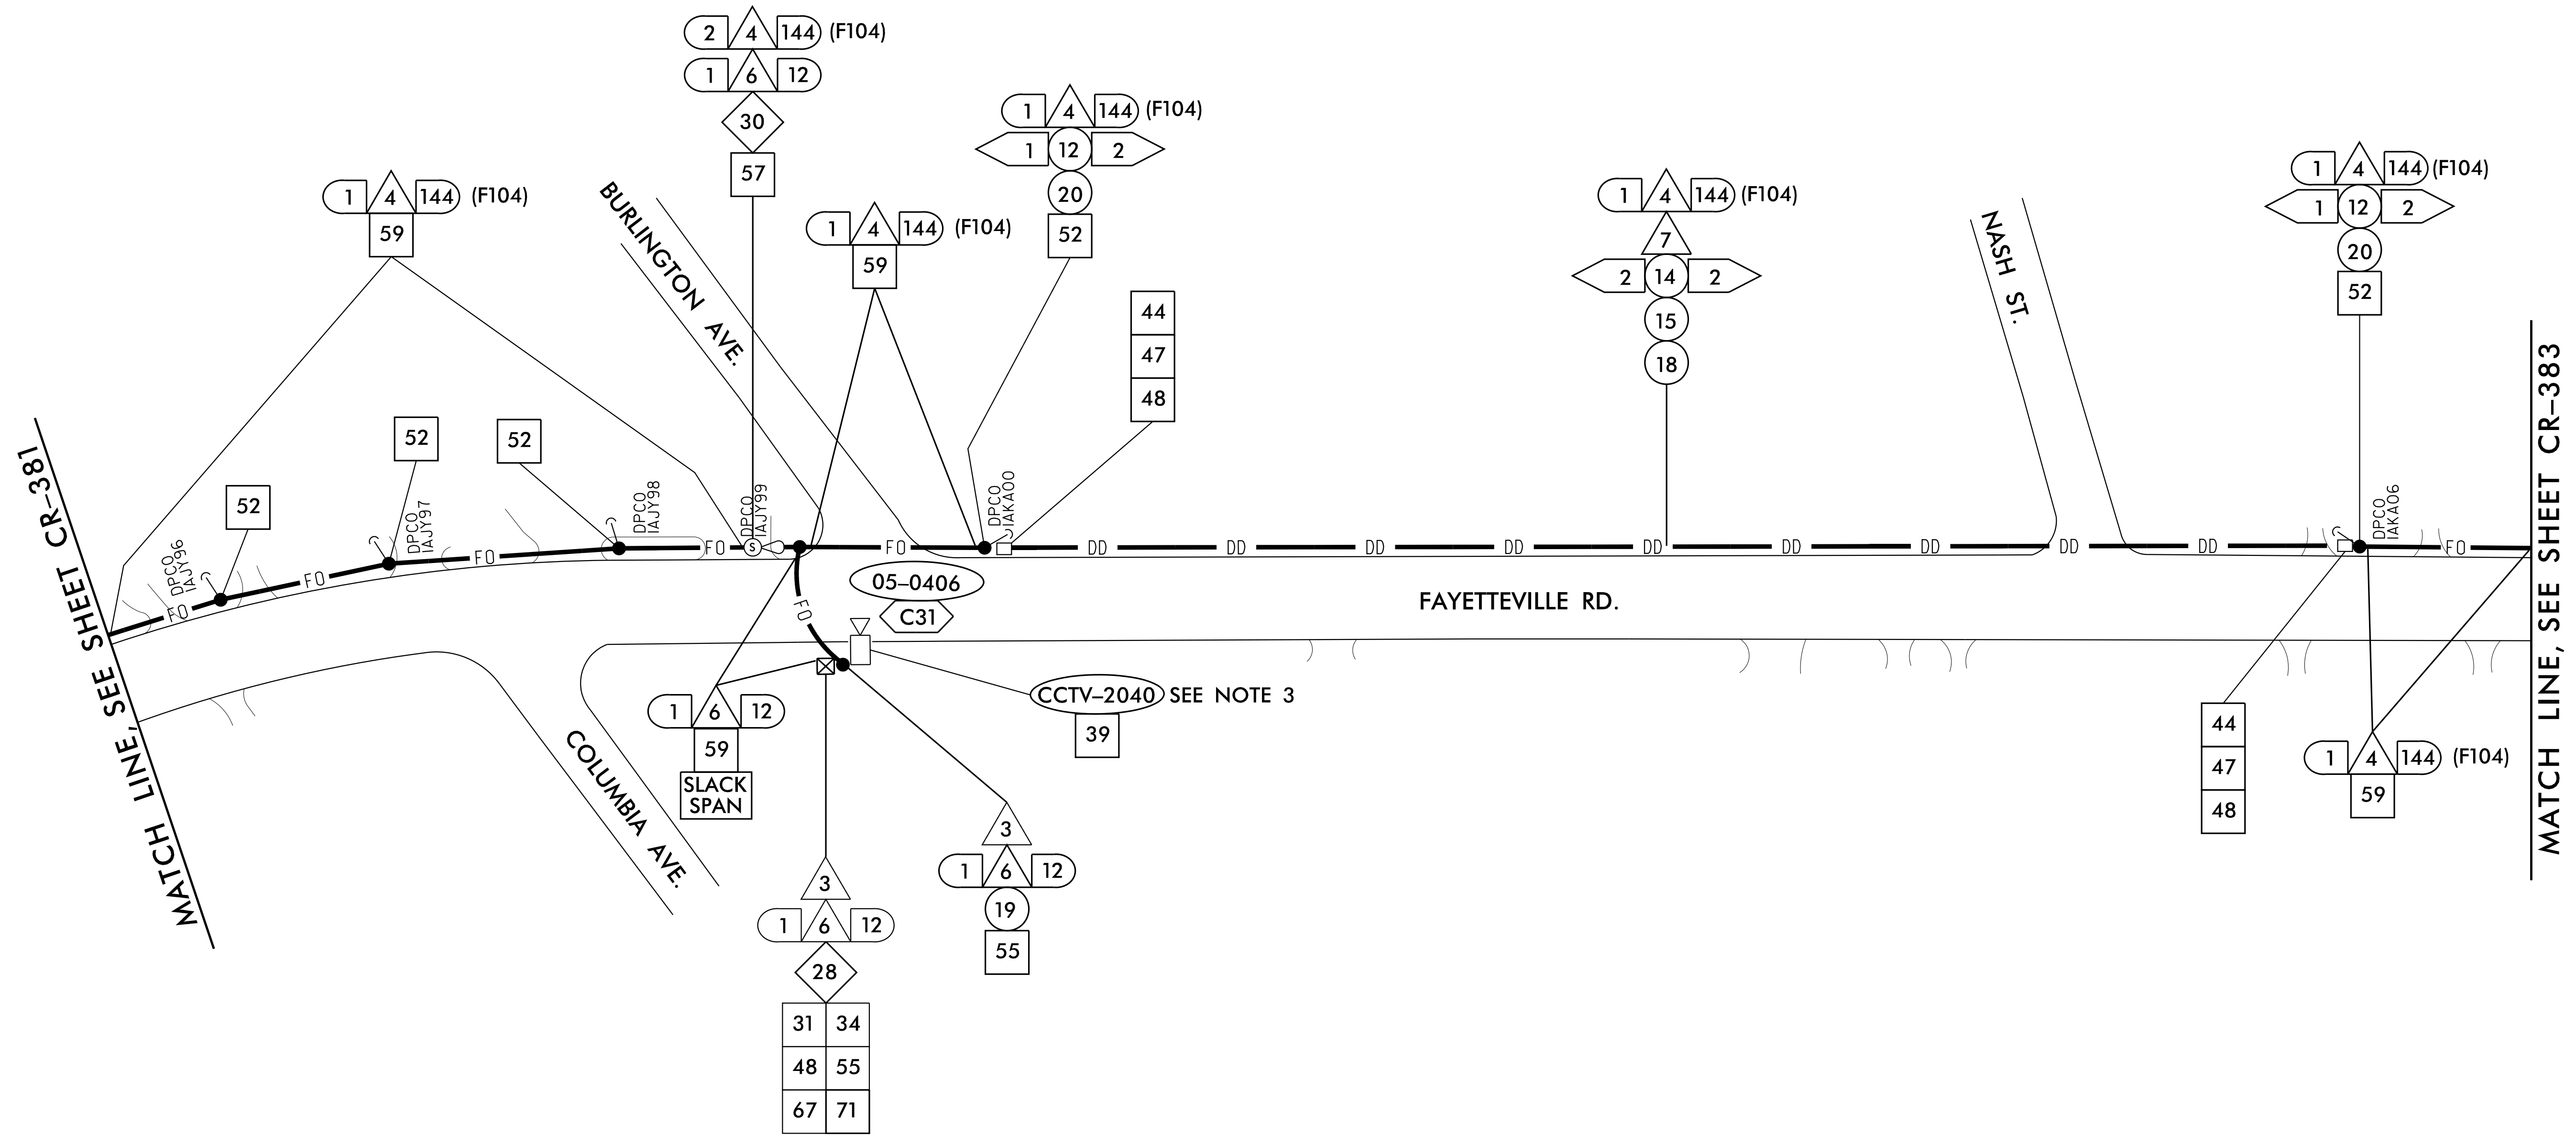 2 4 144 (F104)
1 6 12
30
57
1 4 144 (F104)
1 12 2
20
52
1 4 144 (F104)
59
1 4 144 (F104)
59
1 4 144 (F104)
7
2 14 2
15
18
1 4 144 (F104)
1 12 2
20
52
44
47
48
BURLINGTON AVE.
NASH ST.
52
52
52
DPCO
IAJY96
DPCO
IAJY97
DPCO
IAJY98
DPCO
IAJY99
DPCO
IAKA00
DPCO
IAKA06
FO FO FO FO S FO DD DD DD DD DD DD DD DD DD FO
FO
05-0406
C31
FAYETTEVILLE RD.
MATCH LINE, SEE SHEET CR-381
MATCH LINE, SEE SHEET CR-383
CCTV-2040 SEE NOTE 3
39
1 6 12
59
SLACK
SPAN
COLUMBIA AVE.
44
47
48
1 4 144 (F104)
59
3
1 6 12
19
55
3
1 6 12
28
31 34
48 55
67 71